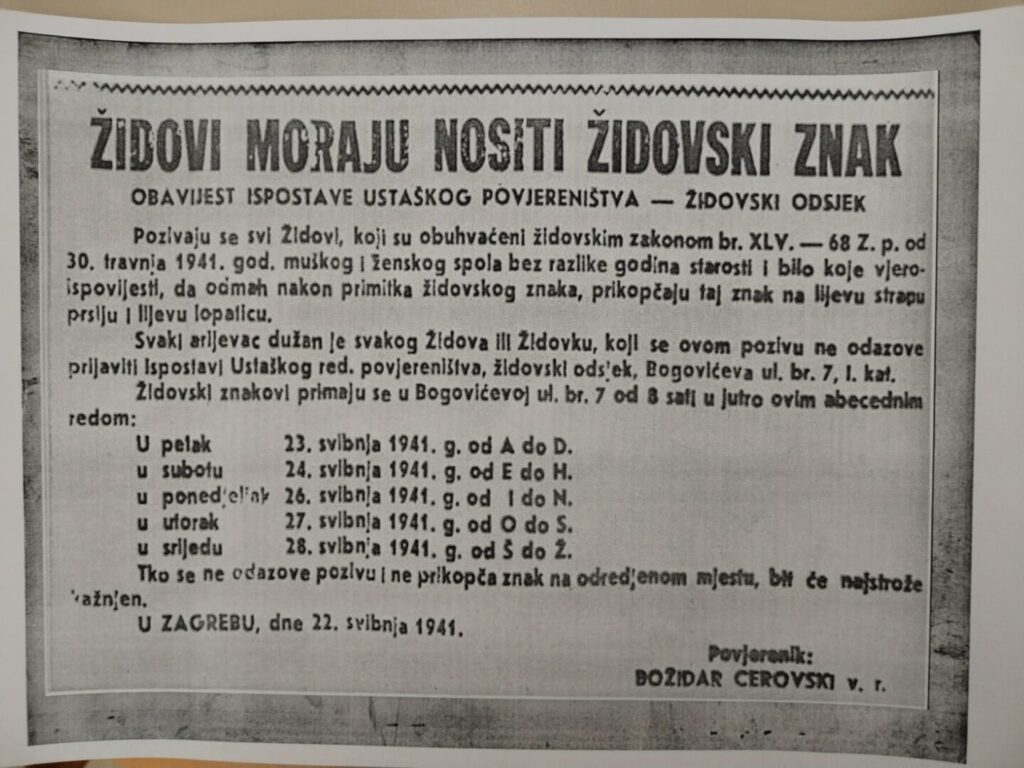 ŽIDOVI MORAJU NOSITI ŽIDOVSKI ZNAK
OBAVIJEST ISPOSTAVE USTAŠKOG POVJERENIŠTVA — ŽIDOVSKI ODSJEK
Pozivaju se svi Židovi, koji su obuhvaćeni židovskim zakonom br. XLV. — 68 Z. p. od
30. travnja 1941. god. muškog i ženskog spola bez razlike godina starosti i bilo koje vjero-
ispovijesti, da odmah nakon primitka židovskog znaka, prikopčaju taj znak na lijevu stranu
prsiju i lijevu lopaticu.
Svaki arijevac dužan je svakog Židova ili Židovku, koji se ovom pozivu ne odazove
prijaviti Ispostavi Ustaškog red. povjereništva, židovski odsjek, Bogovićeva ul. br. 7, I. kat.
Židovski znakovi primaju se u Bogovićevoj ul. br. 7 od 8 sati u jutro ovim abecednim
redom:
U petak 23. svibnja 1941. g. od A do D.
u subotu 24. svibnja 1941. g. od E do H.
u ponedjeljak 26. svibnja 1941. g. od I do N.
u utorak 27. svibnja 1941. g. od O do S.
u srijedu 28. svibnja 1941. g. od Š do Ž.
Tko se ne odazove pozivu i ne prikopča znak na odredjenom mjestu, bit će najstrože
kažnjen.
U ZAGREBU, dne 22. svibnja 1941.
Povjerenik:
BOŽIDAR CEROVSKI v. r.